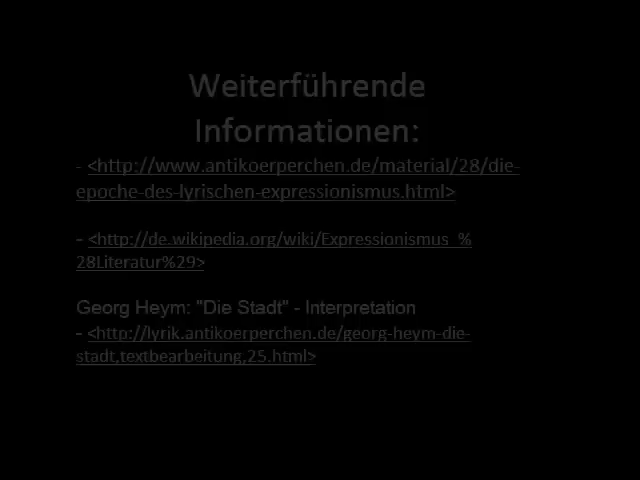 Weiterführende
Informationen:
- <http://www.antikoerperchen.de/material/28/die-
epoche-des-lyrischen-expressionismus.html>
- <http://de.wikipedia.org/wiki/Expressionismus_%
28Literatur%29>
Georg Heym: "Die Stadt" - Interpretation
- <http://lyrik.antikoerperchen.de/georg-heym-die-
stadt,textbearbeitung,25.html>